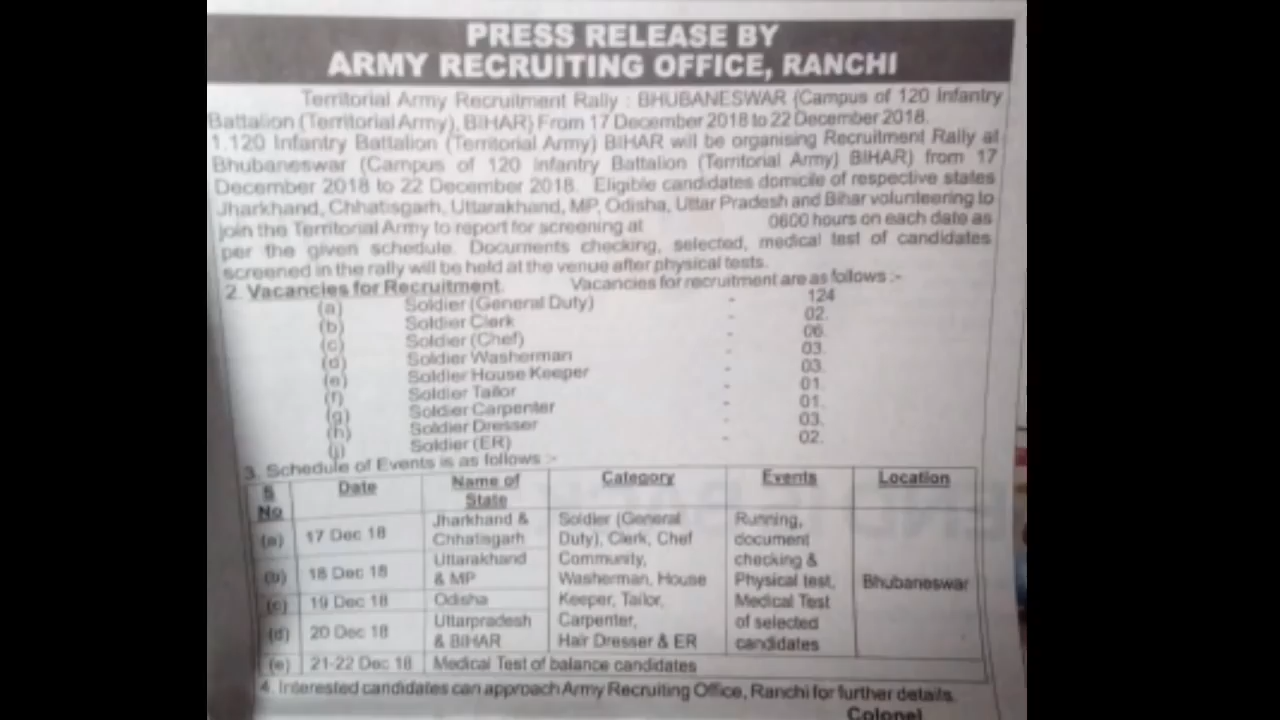 PRESS RELEASE BY
ARMY RECRUITING OFFICE, RANCHI
Territorial Army Recruitment Rally : BHUBANESWAR (Campus of 120 Infantry
Battalion (Territorial Army), BIHAR) From 17 December 2018 to 22 December 2018.
1. 120 Infantry Battalion (Territorial Army) BIHAR will be organising Recruitment Rally at
Bhubaneswar (Campus of 120 Infantry Battalion (Territorial Army) BIHAR) from 17
December 2018 to 22 December 2018. Eligible candidates domicile of respective states
Jharkhand, Chhatisgarh, Uttarakhand, MP, Odisha, Uttar Pradesh and Bihar volunteering to
join the Territorial Army to report for screening at 0600 hours on each date as
per the given schedule. Documents checking, selected, medical test of candidates
screened in the rally will be held at the venue after physical tests.
2. Vacancies for Recruitment. Vacancies for recruitment are as follows :-
(a) Soldier (General Duty) - 124
(b) Soldier Clerk - 02.
(c) Soldier (Chef) - 06.
(d) Soldier Washerman - 03.
(e) Soldier House Keeper - 03.
(f) Soldier Tailor - 01.
(g) Soldier Carpenter - 01.
(h) Soldier Dresser - 03.
(j) Soldier (ER) - 02.
3. Schedule of Events is as follows :-
S No Date Name of State Category Events Location
(a) 17 Dec 18 Jharkhand & Chhatisgarh Soldier (General Duty), Clerk, Chef Community, Washerman, House Keeper, Tailor, Carpenter, Hair Dresser & ER Running, document checking & Physical test, Medical Test of selected candidates Bhubaneswar
(b) 18 Dec 18 Uttarakhand & MP
(c) 19 Dec 18 Odisha
(d) 20 Dec 18 Uttarpradesh & BIHAR
(e) 21-22 Dec 18 Medical Test of balance candidates
4. Interested candidates can approach Army Recruiting Office, Ranchi for further details.
Colonel